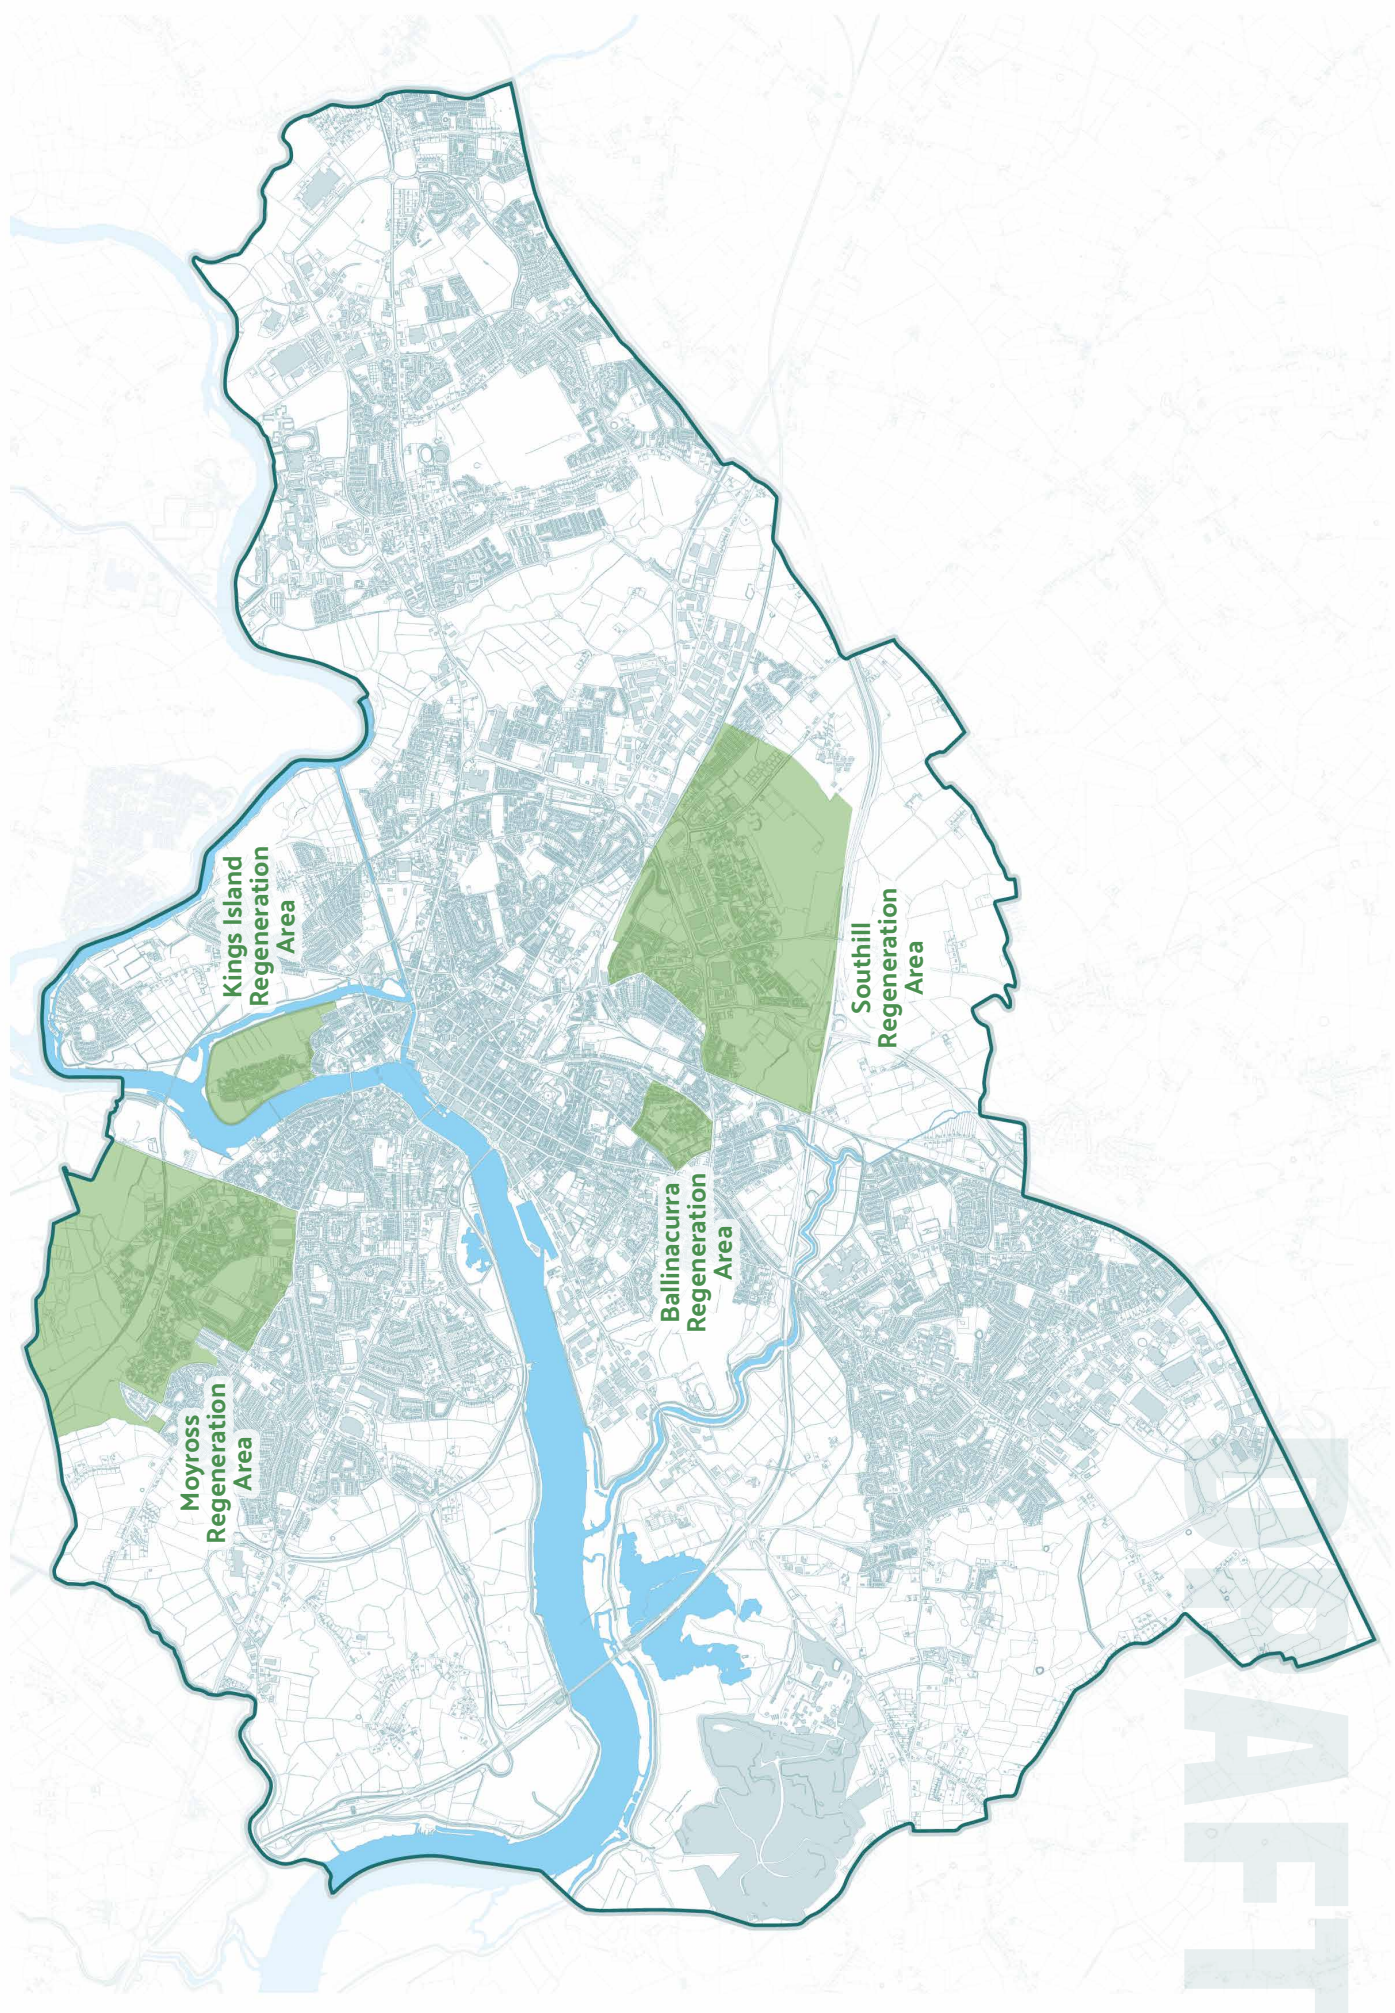 Moyross
Regeneration
Area
Kings Island
Regeneration
Area
Ballinacurra
Regeneration
Area
Southill
Regeneration
Area
DRAFT